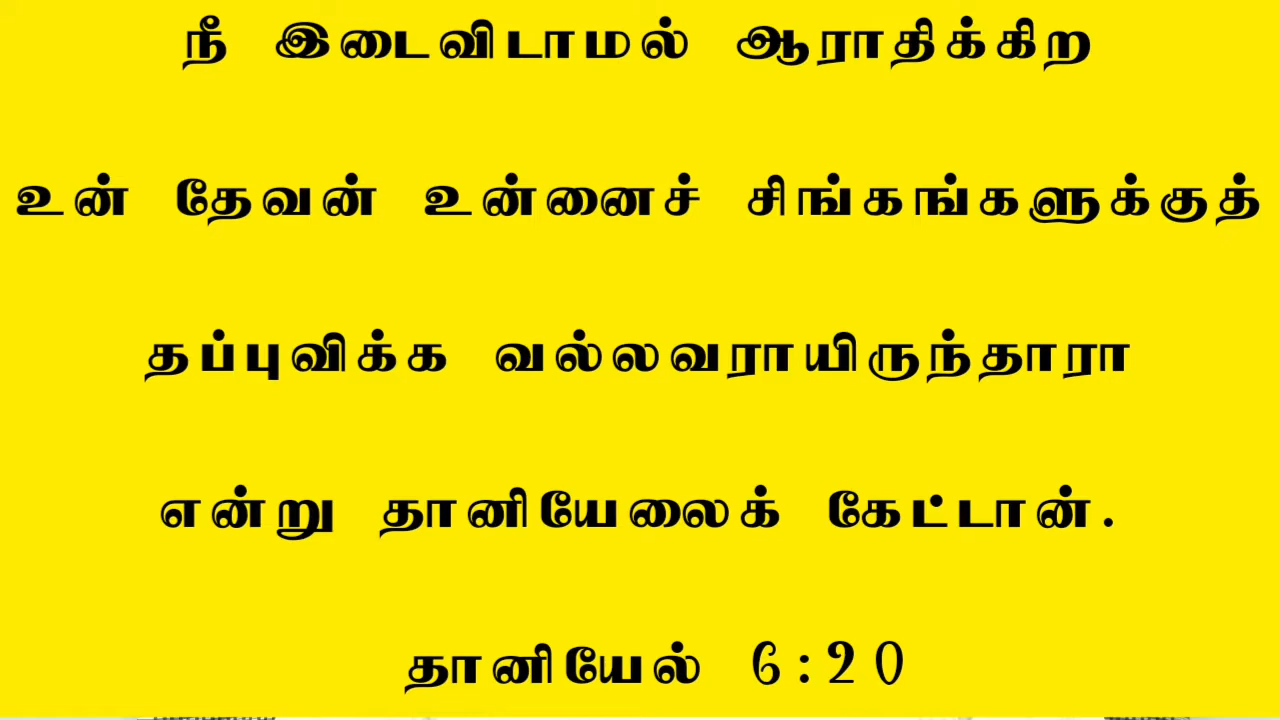 நீ இடைவிடாமல் ஆராதிக்கிற
உன் தேவன் உன்னைச் சிங்கங்களுக்குத்
தப்புவிக்க வல்லவராயிருந்தாரா
என்று தானியேலைக் கேட்டான்.
தானியேல் 6:20